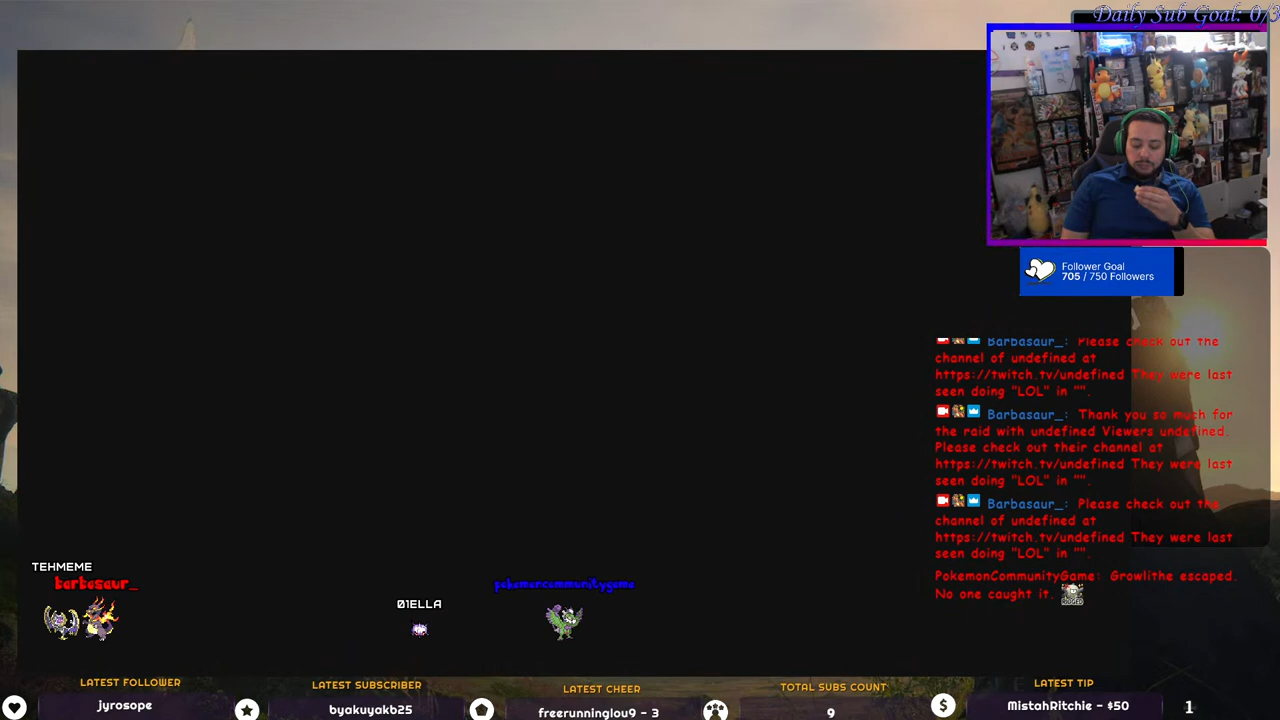 Daily Sub Goal: 0/3
Follower Goal
705 / 750 Followers
Barbasaur_: Please check out the
channel of undefined at
https://twitch.tv/undefined They were last
seen doing "LOL" in "".
Barbasaur_: Thank you so much for
the raid with undefined Viewers undefined.
Please check out their channel at
https://twitch.tv/undefined They were last
seen doing "LOL" in "".
Barbasaur_: Please check out the
channel of undefined at
https://twitch.tv/undefined They were last
seen doing "LOL" in "".
PokemonCommunityGame: Growlithe escaped.
No one caught it.
TEHMEME
barbasaur_
01ELLA
pokemoncommunitygame
LATEST FOLLOWER
jyrosope
LATEST SUBSCRIBER
byakuyakb25
LATEST CHEER
freerunninglou9 - 3
TOTAL SUBS COUNT
9
LATEST TIP
MistahRitchie - $50
1